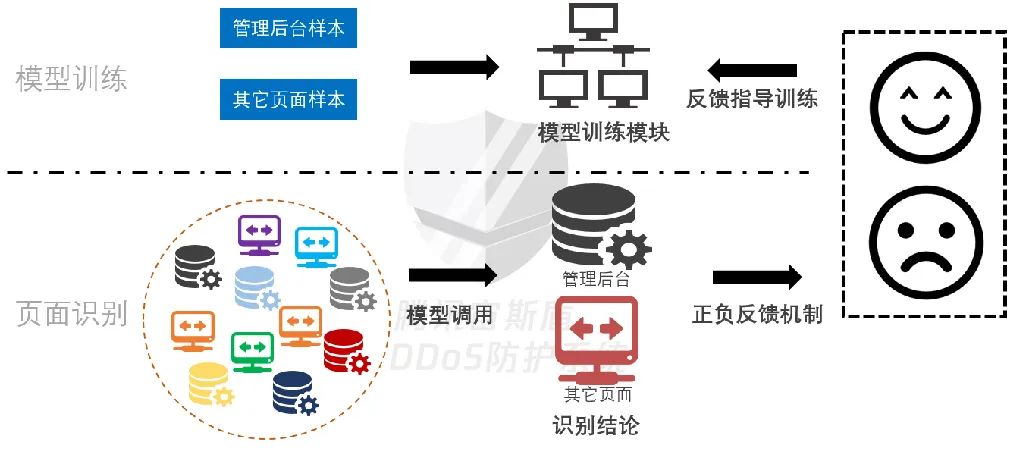 管理后台样本
模型训练
其它页面样本
模型训练模块
反馈指导训练
页面识别
模型调用
管理后台
正负反馈机制
其它页面
识别结论
腾讯宙斯盾
DDoS防护系统